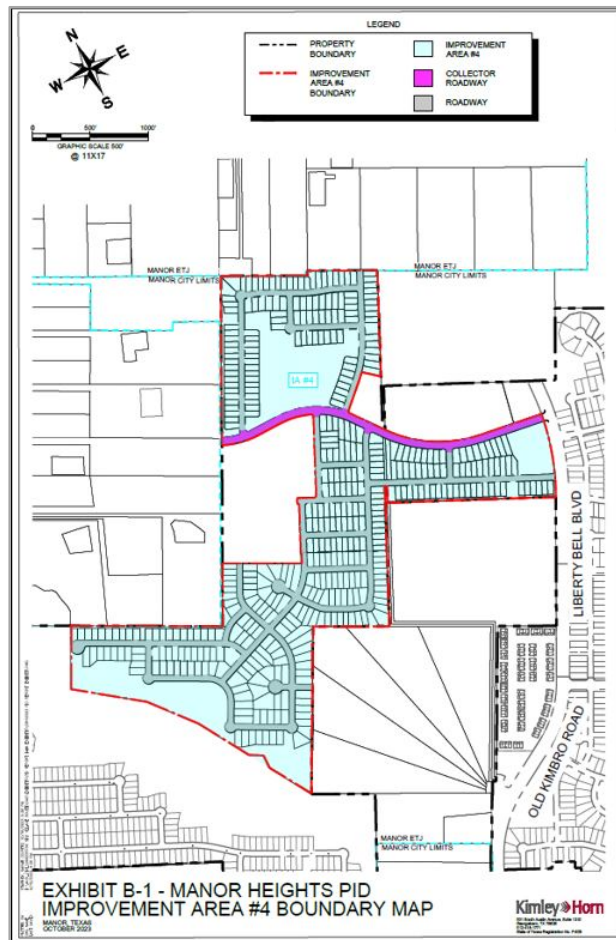 LEGEND
PROPERTY
BOUNDARY
IMPROVEMENT
AREA #4
BOUNDARY
IMPROVEMENT
AREA #4
COLLECTOR
ROADWAY
ROADWAY
N
E
W
S
0 500' 1000'
GRAPHIC SCALE 500'
@ 11X17
MANOR ETJ
MANOR CITY LIMITS
MANOR ETJ
MANOR CITY LIMITS
IA #4
LIBERTY BELL BLVD
OLD KIMBRO ROAD
MANOR ETJ
MANOR CITY LIMITS
EXHIBIT B-1 - MANOR HEIGHTS PID
IMPROVEMENT AREA #4 BOUNDARY MAP
MANOR, TEXAS
OCTOBER 2023
Kimley»Horn